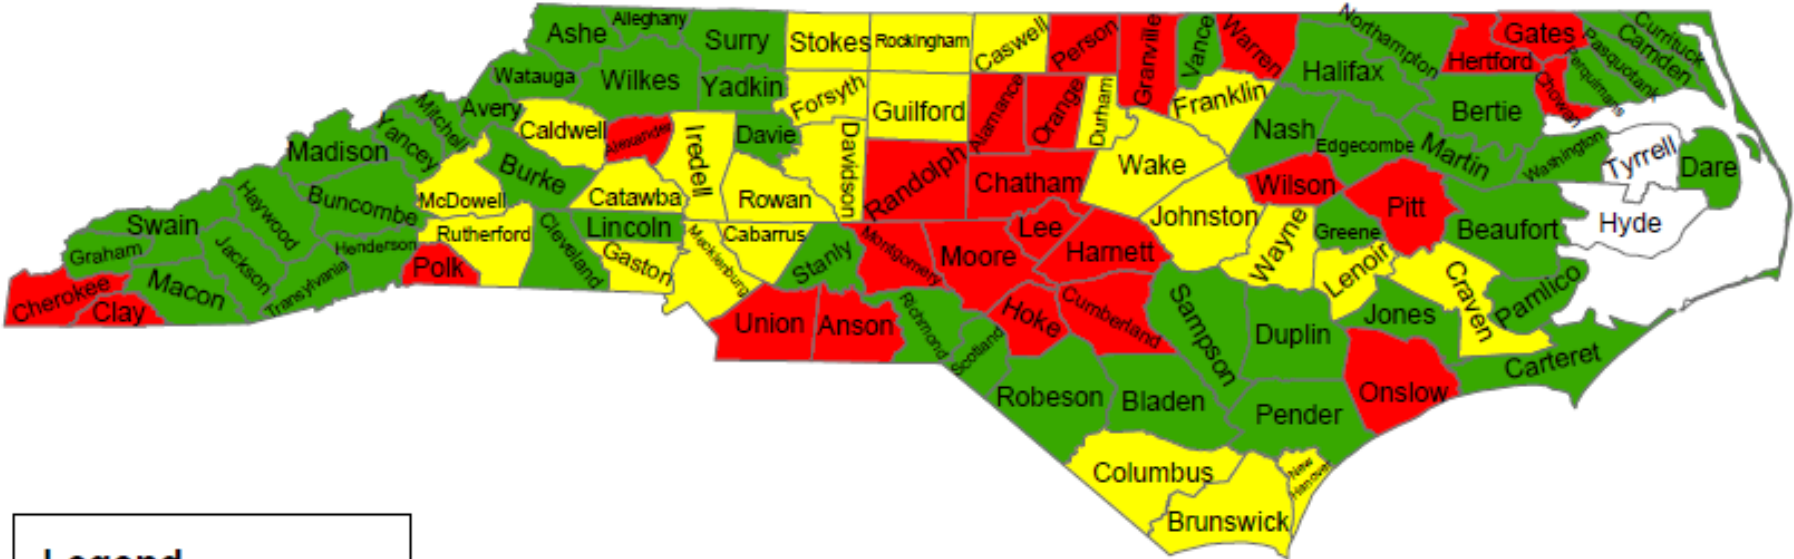 Ashe
Alleghany
Surry
Stokes
Rockingham
Caswell
Person
Granville
Vance
Warren
Northampton
Gates
Hertford
Currituck
Camden
Pasquotank
Perquimans
Chowan
Watauga
Wilkes
Yadkin
Forsyth
Guilford
Alamance
Orange
Durham
Franklin
Halifax
Bertie
Mitchell
Avery
Caldwell
Alexander
Iredell
Davie
Davidson
Nash
Edgecombe
Martin
Washington
Tyrrell
Dare
Madison
Yancey
Burke
Randolph
Chatham
Wake
Wilson
McDowell
Catawba
Rowan
Pitt
Haywood
Buncombe
Rutherford
Cleveland
Lincoln
Cabarrus
Johnston
Wayne
Greene
Beaufort
Hyde
Swain
Graham
Jackson
Henderson
Polk
Gaston
Mecklenburg
Stanly
Montgomery
Moore
Lee
Harnett
Lenoir
Craven
Pamlico
Cherokee
Clay
Macon
Transylvania
Union
Anson
Richmond
Scotland
Hoke
Cumberland
Sampson
Duplin
Jones
Carteret
Robeson
Bladen
Pender
Onslow
Columbus
Brunswick
New
Hanover
Legend